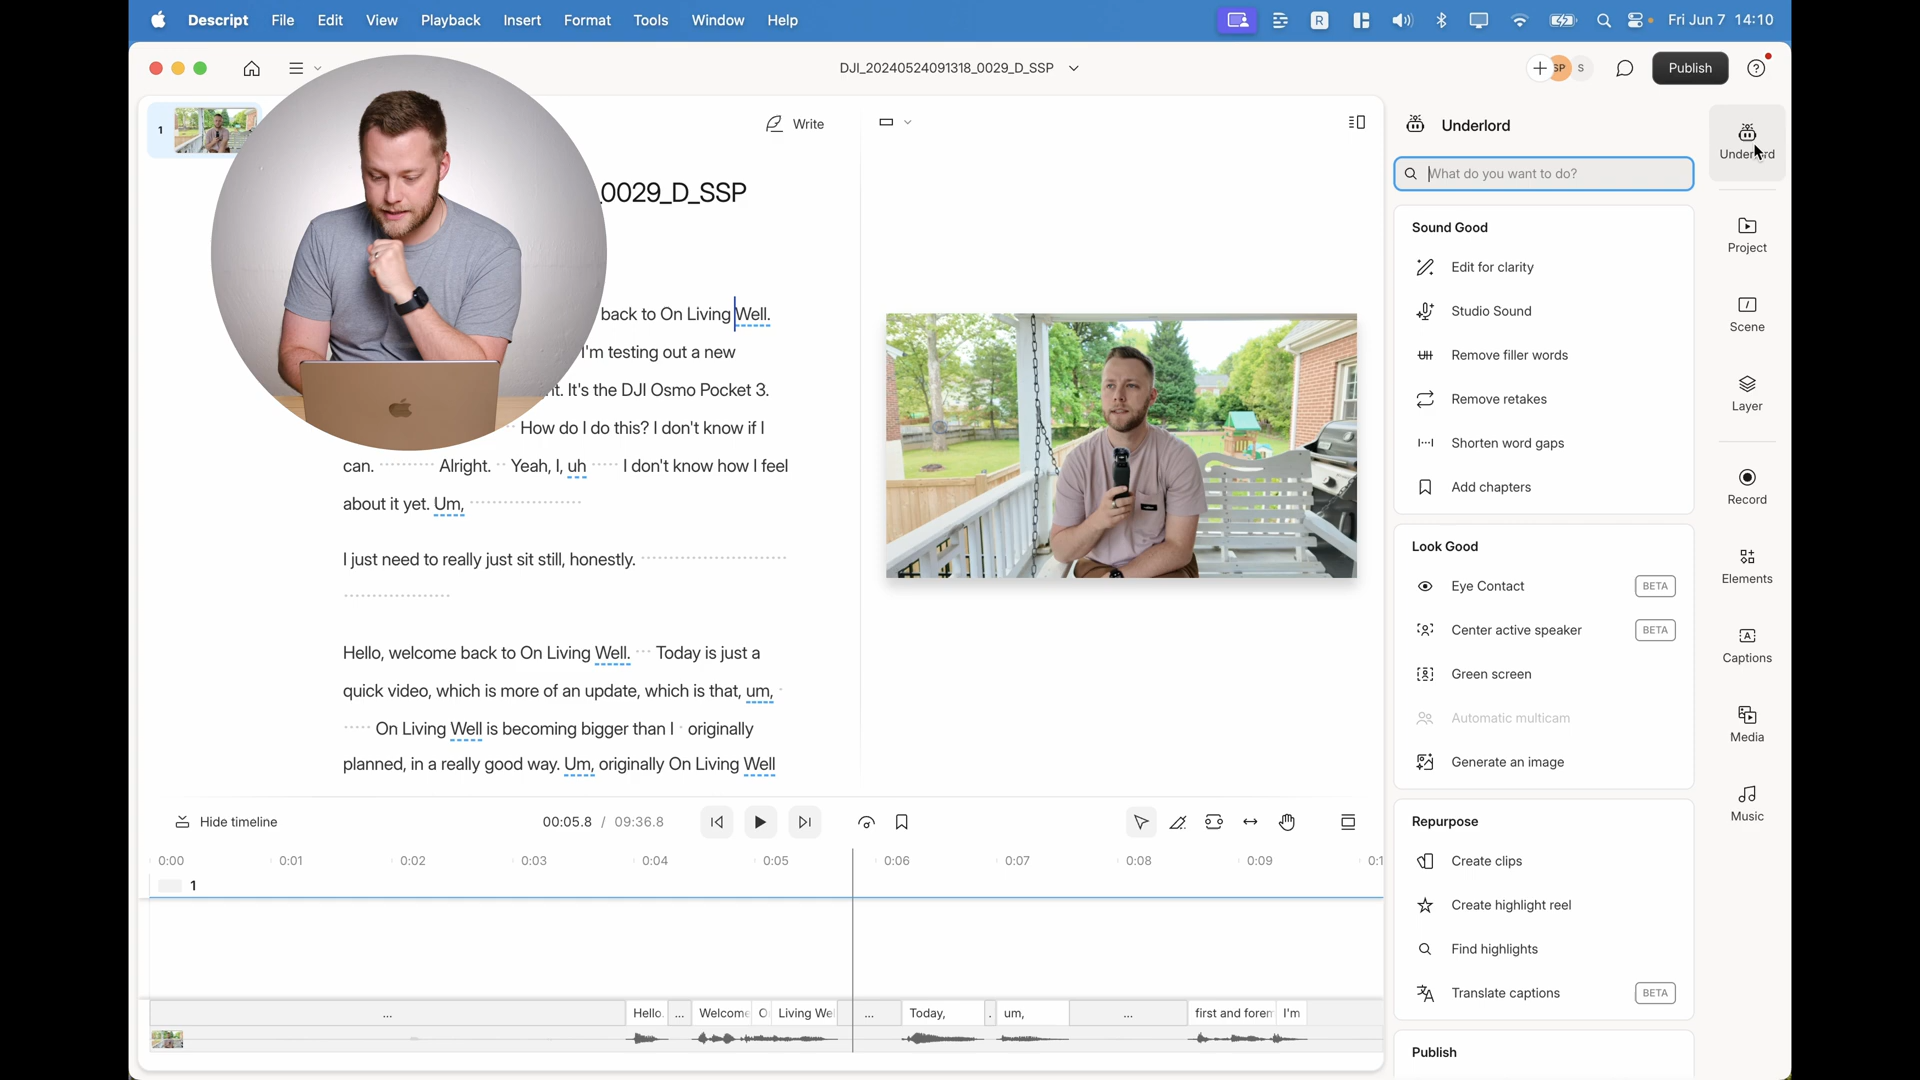 Descript File Edit View Playback Insert Format Tools Window Help
R
Fri Jun 7 14:10
DJI_20240524091318_0029_D_SSP
SP S
Publish
1
Write
_0029_D_SSP
back to On Living Well.
I'm testing out a new
It's the DJI Osmo Pocket 3.
How do I do this? I don't know if I
can. Alright. Yeah, I, uh I don't know how I feel
about it yet. Um,
I just need to really just sit still, honestly.
Hello, welcome back to On Living Well. Today is just a
quick video, which is more of an update, which is that, um,
On Living Well is becoming bigger than I originally
planned, in a really good way. Um, originally On Living Well
Hide timeline
00:05.8 / 09:36.8
0:00 0:01 0:02 0:03 0:04 0:05 0:06 0:07 0:08 0:09 0:1
1
... Hello. ... Welcome O Living Wel ... Today, . um, ... first and forem I'm
Underlord
What do you want to do?
Sound Good
Edit for clarity
Studio Sound
Remove filler words
Remove retakes
Shorten word gaps
Add chapters
Look Good
Eye Contact BETA
Center active speaker BETA
Green screen
Automatic multicam
Generate an image
Repurpose
Create clips
Create highlight reel
Find highlights
Translate captions BETA
Publish
Underlord
Project
Scene
Layer
Record
Elements
Captions
Media
Music